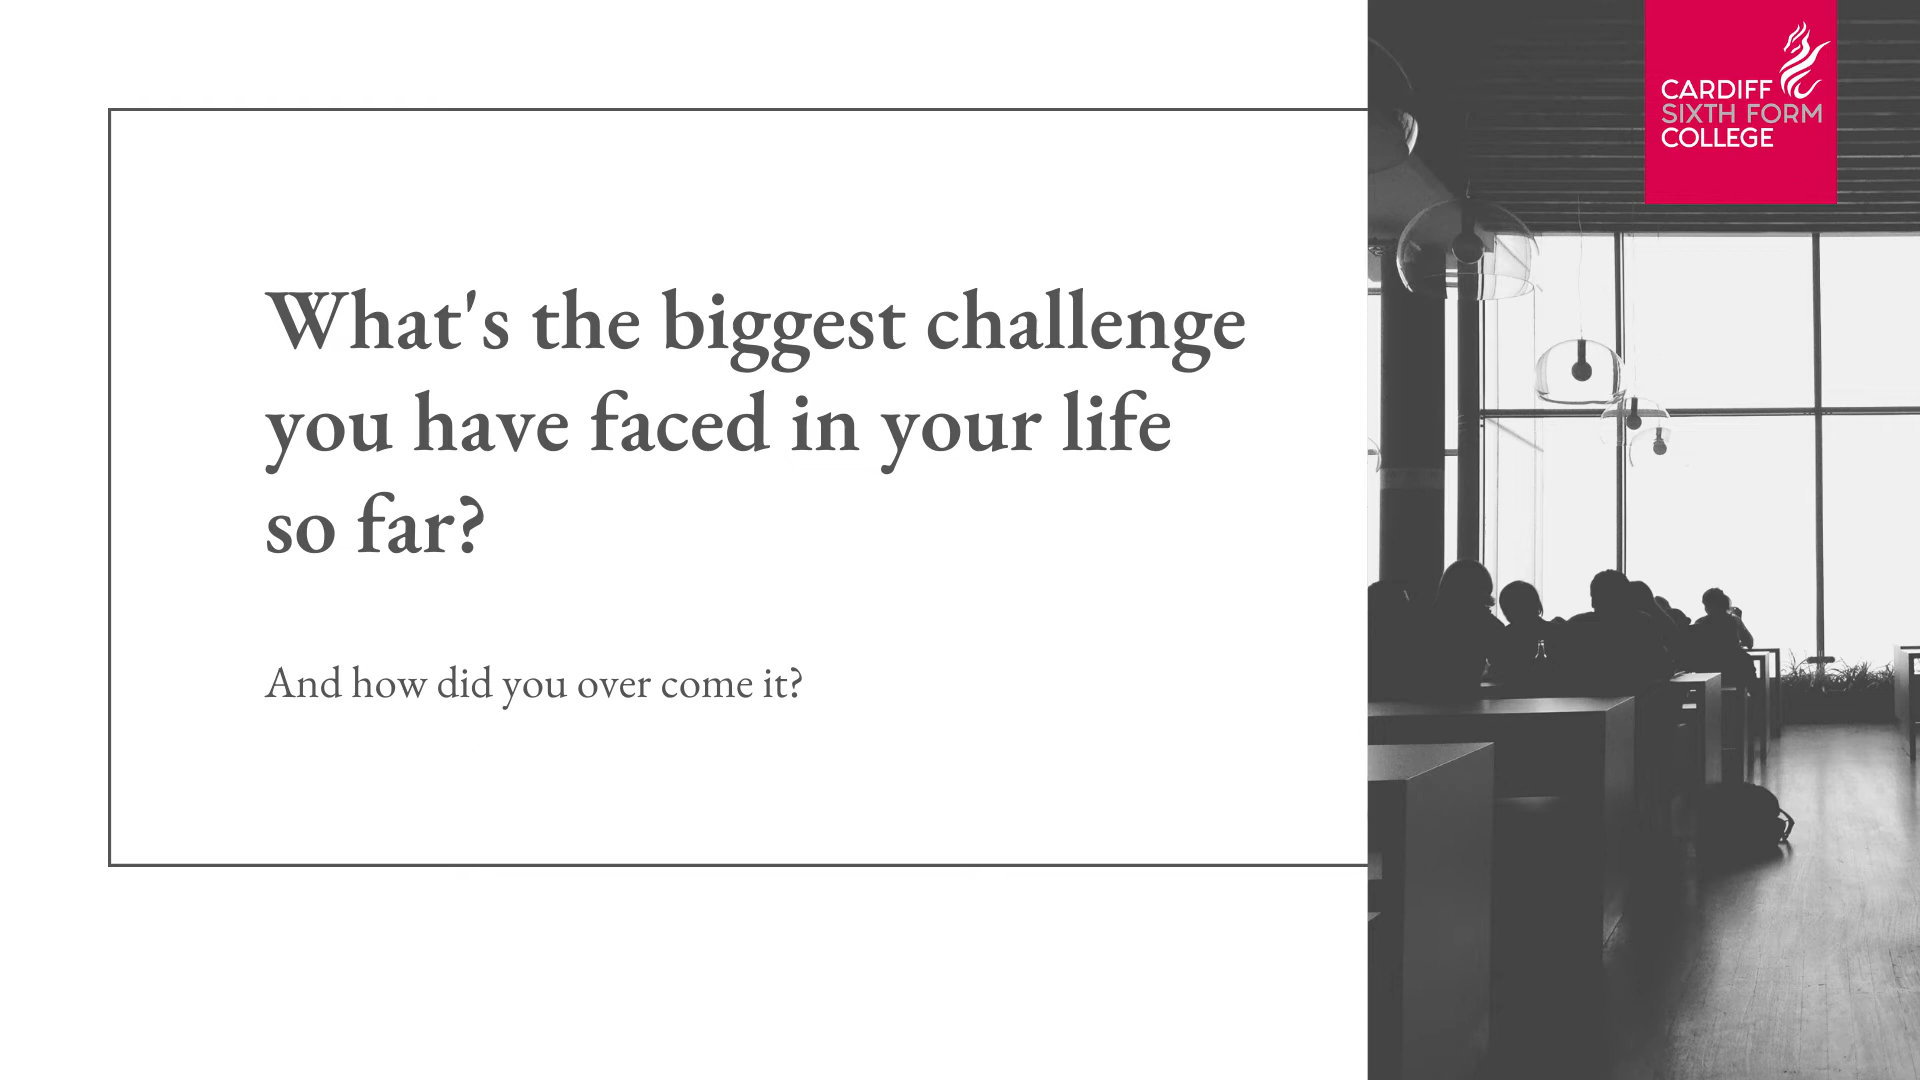 What's the biggest challenge
you have faced in your life
so far?
And how did you over come it?
CARDIFF
SIXTH FORM
COLLEGE